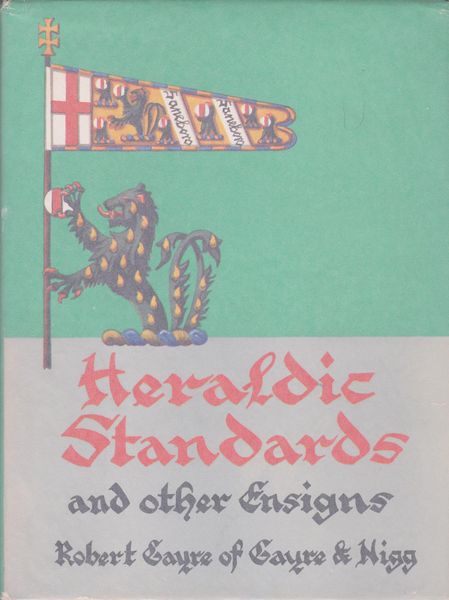 Heraldic
Standards
and other Ensigns
Robert Gayre of Gayre & Nigg